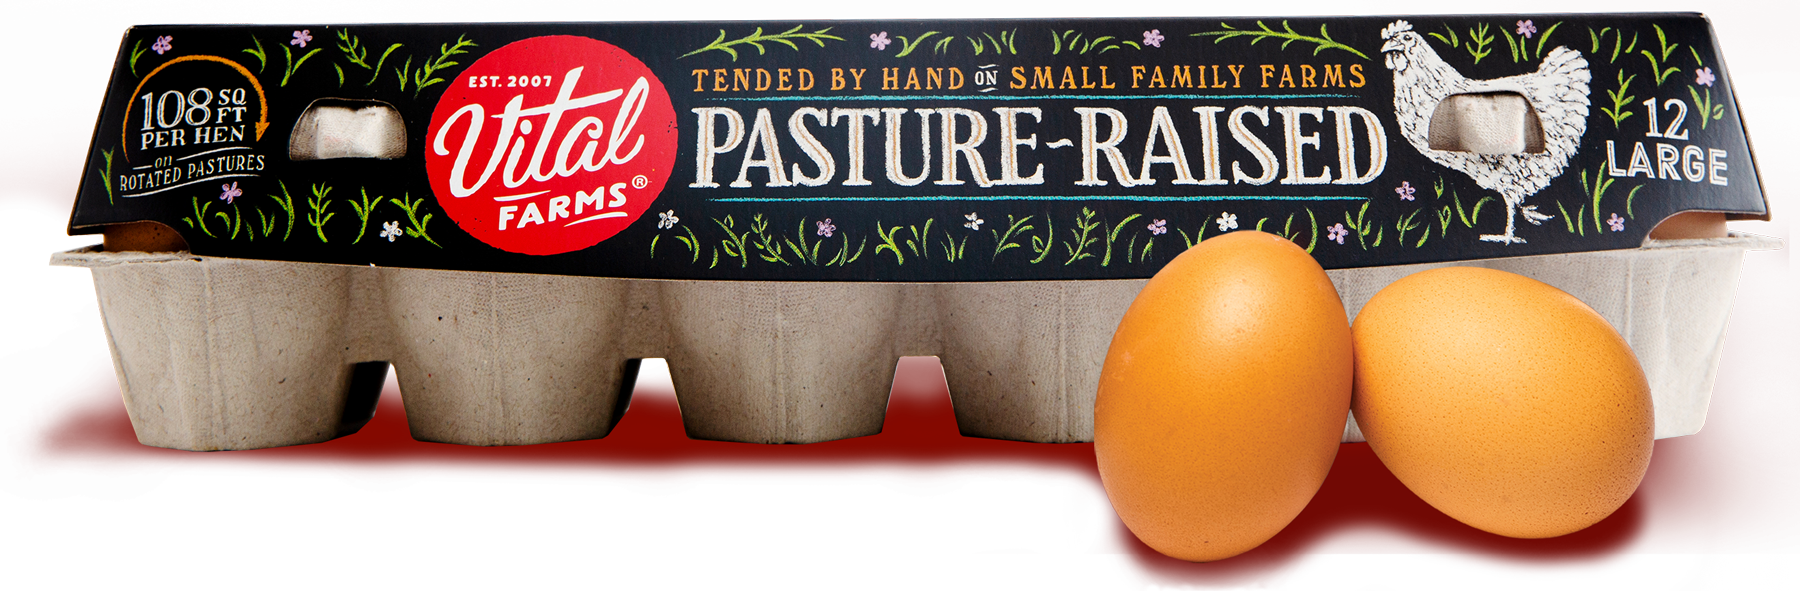 108 SQ FT
PER HEN
on
ROTATED PASTURES
EST. 2007
Vital
FARMS®
TENDED BY HAND ON SMALL FAMILY FARMS
PASTURE-RAISED
12
LARGE